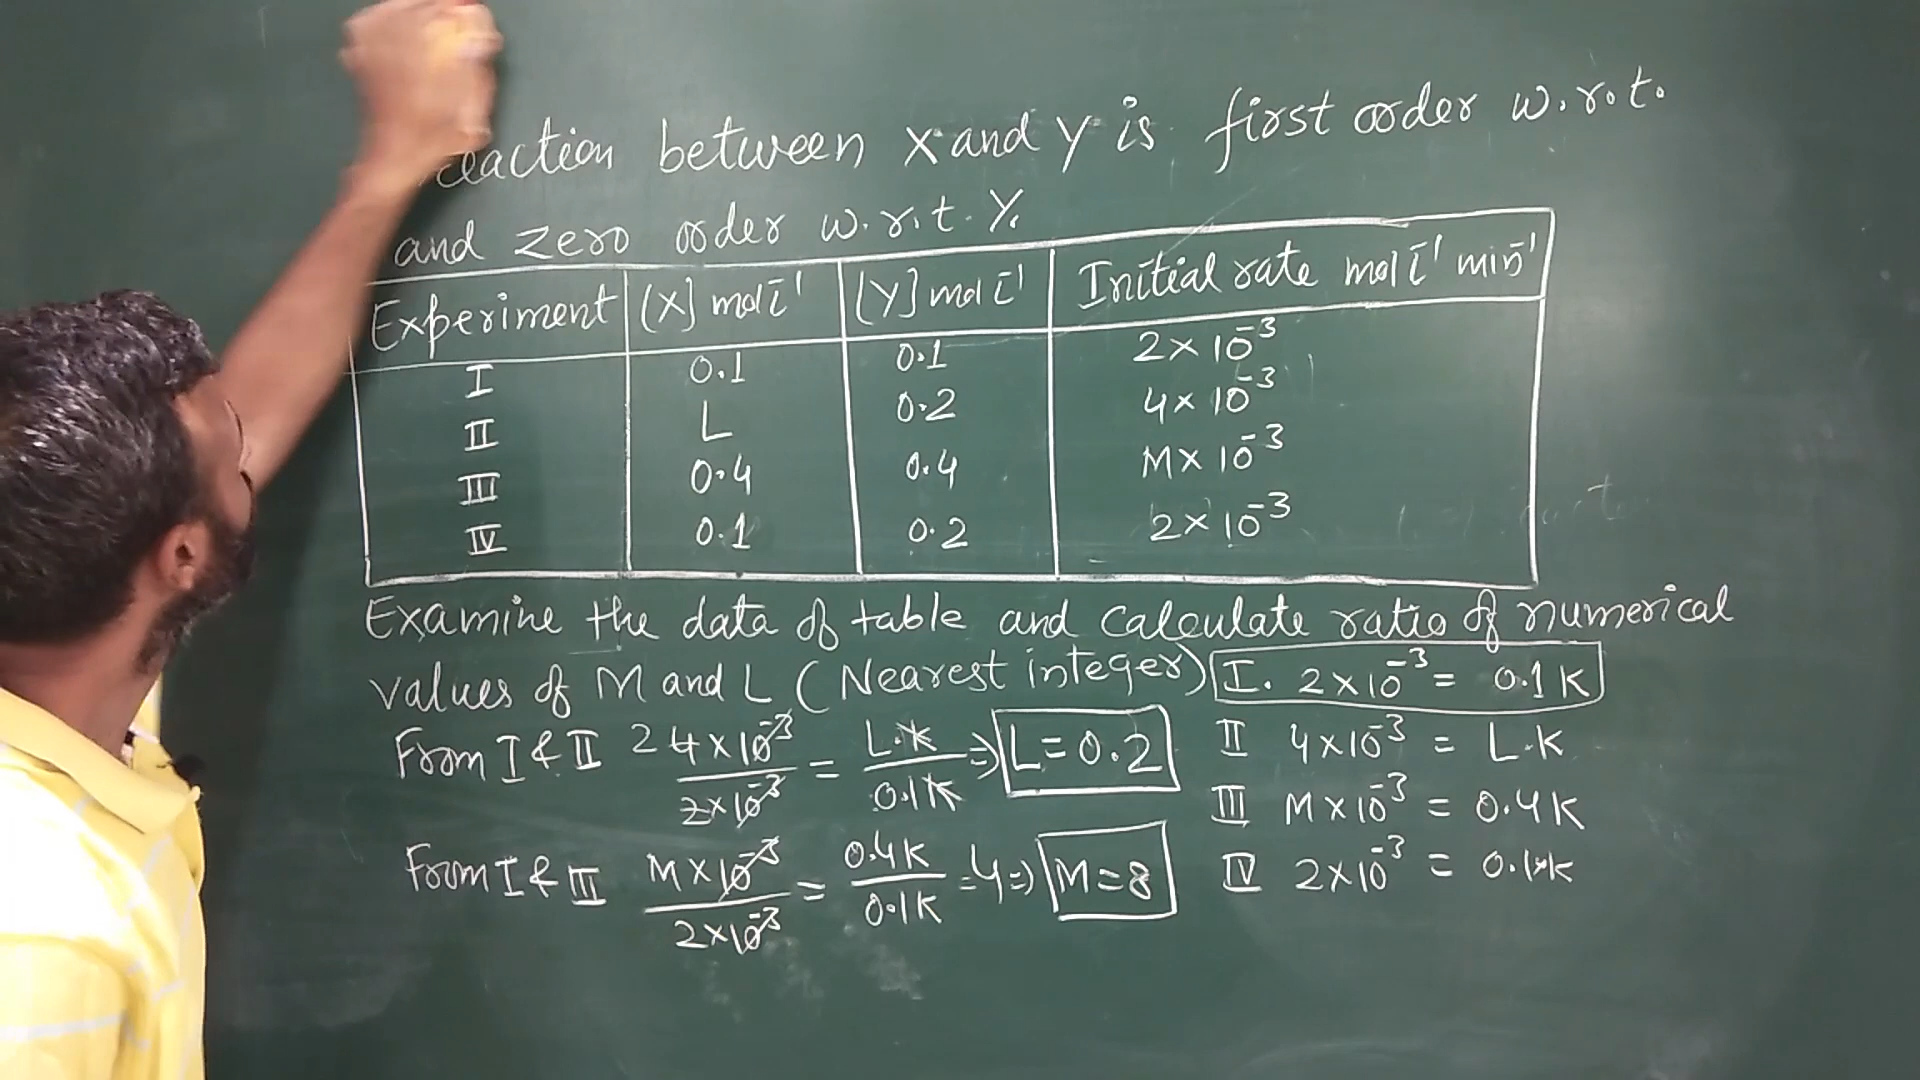 eaction between X and Y is first order w.r.t.
and zero order w.r.t. Y.
Experiment [X] mol L⁻¹ [Y] mol L⁻¹ Initial rate mol L⁻¹ min⁻¹
I 0.1 0.1 2×10⁻³
II L 0.2 4×10⁻³
III 0.4 0.4 M×10⁻³
IV 0.1 0.2 2×10⁻³
Examine the data of table and calculate ratio of numerical
values of M and L (Nearest integer) I. 2×10⁻³ = 0.1K
From I & II 2 4×10⁻³ / 2×10⁻³ = L.K / 0.1K ⇒ L=0.2 II 4×10⁻³ = L.K
III M×10⁻³ = 0.4K
From I & III M×10⁻³ / 2×10⁻³ = 0.4K / 0.1K = 4 ⇒ M=8 IV 2×10⁻³ = 0.1×K